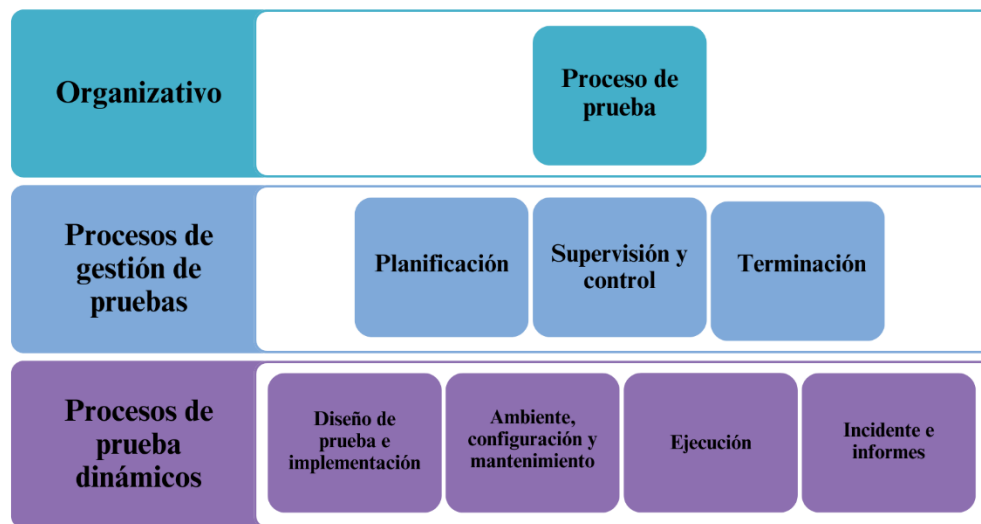 Organizativo
Proceso de
prueba
Procesos de
gestión de
pruebas
Planificación
Supervisión y
control
Terminación
Procesos de
prueba
dinámicos
Diseño de
prueba e
implementación
Ambiente,
configuración y
mantenimiento
Ejecución
Incidente e
informes